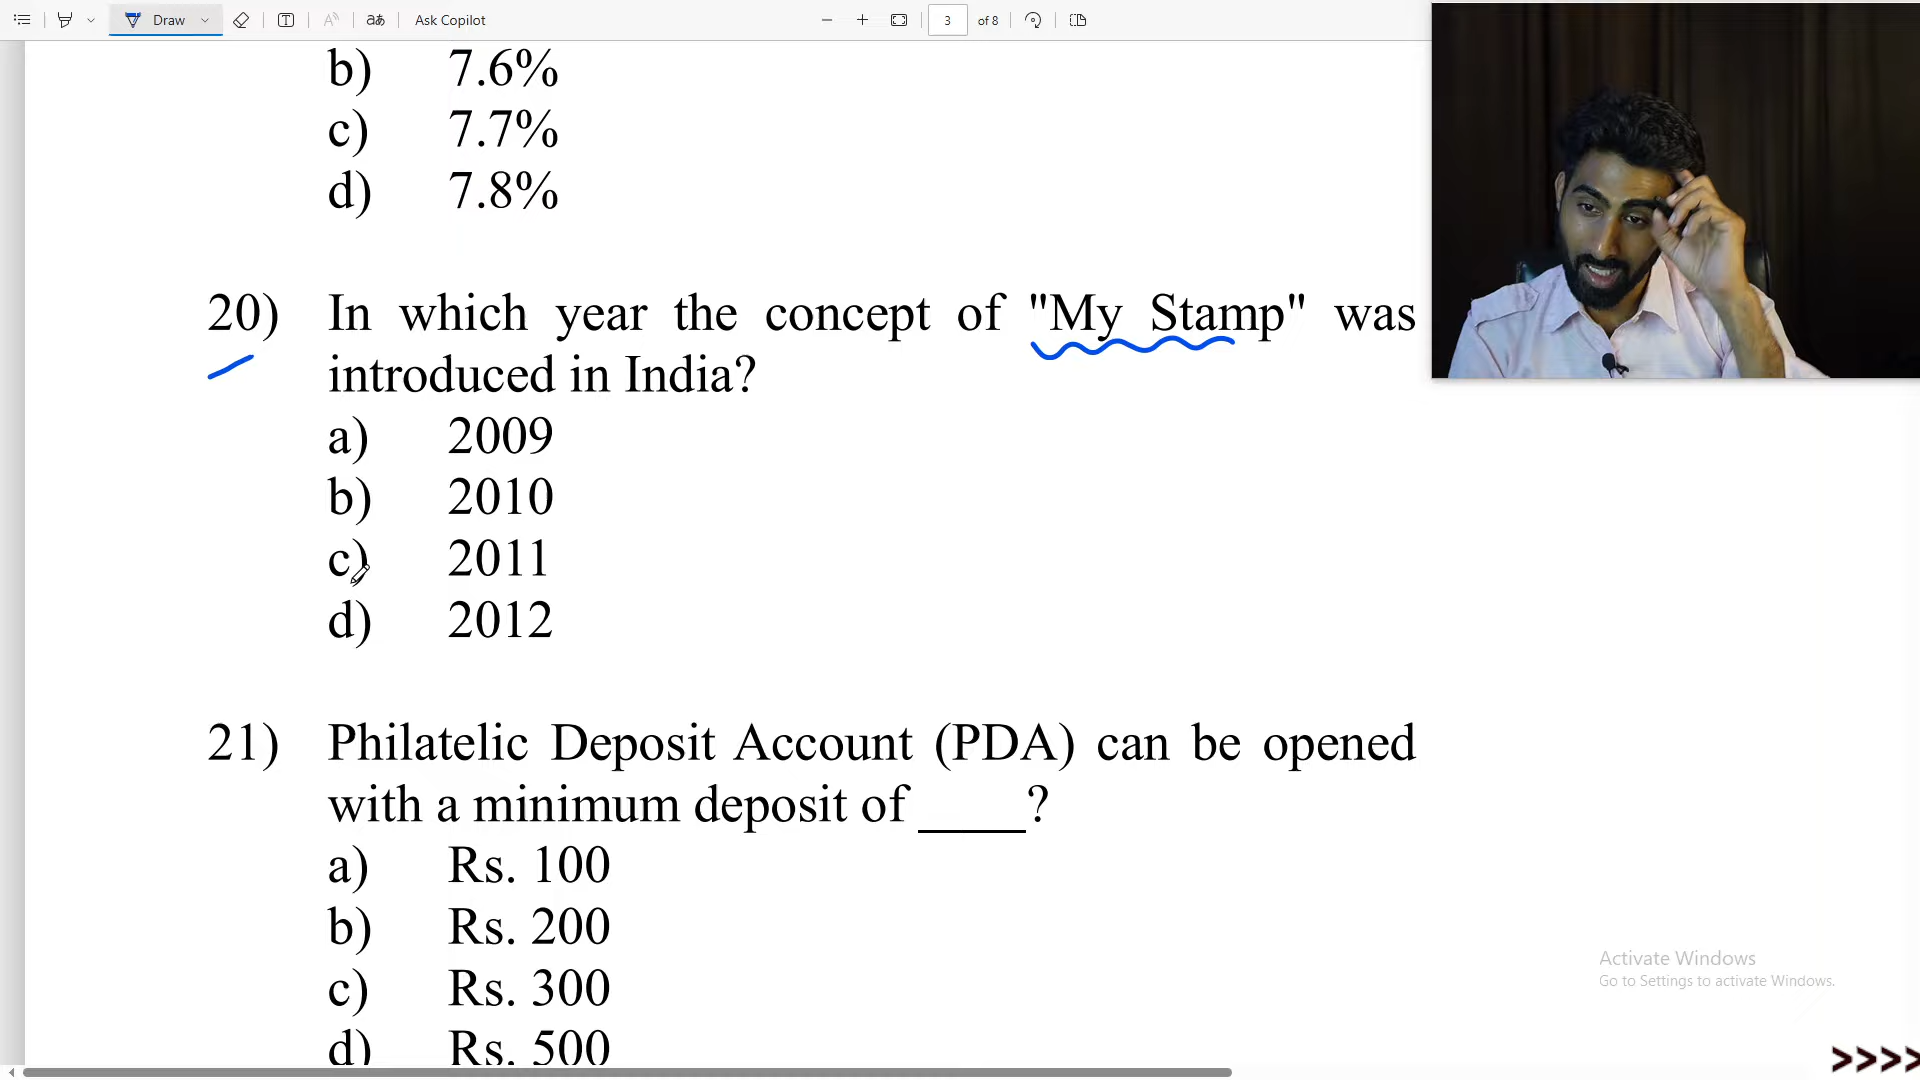 Draw
Ask Copilot
3 of 8
b) 7.6%
c) 7.7%
d) 7.8%
20) In which year the concept of "My Stamp" was
introduced in India?
a) 2009
b) 2010
c) 2011
d) 2012
21) Philatelic Deposit Account (PDA) can be opened
with a minimum deposit of _____?
a) Rs. 100
b) Rs. 200
c) Rs. 300
d) Rs. 500
Activate Windows
Go to Settings to activate Windows.
>>>>